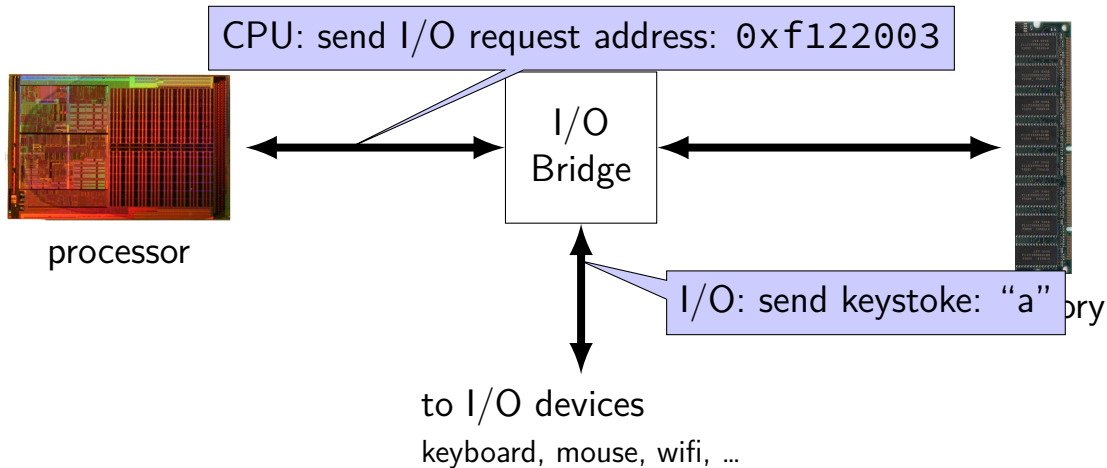 CPU: send I/O request address: 0xf122003
I/O
Bridge
processor
I/O: send keystoke: “a”
ory
to I/O devices
keyboard, mouse, wifi, …